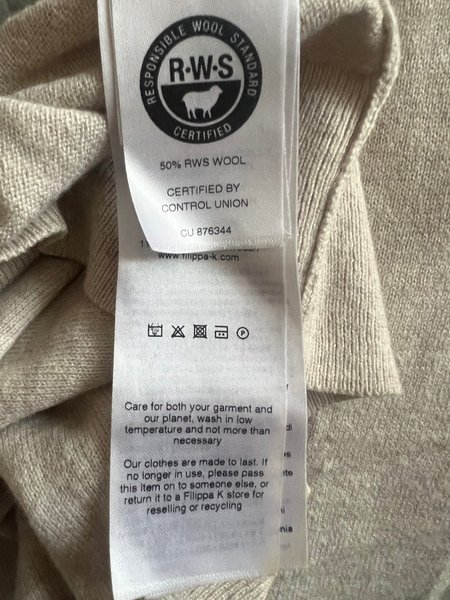 RESPONSIBLE WOOL STANDARD
R·W·S
CERTIFIED
50% RWS WOOL
CERTIFIED BY
CONTROL UNION
CU 876344
www.filippa-k.com
Care for both your garment and
our planet, wash in low
temperature and not more than
necessary
Our clothes are made to last. If
no longer in use, please pass
this item on to someone else, or
return it to a Filippa K store for
reselling or recycling